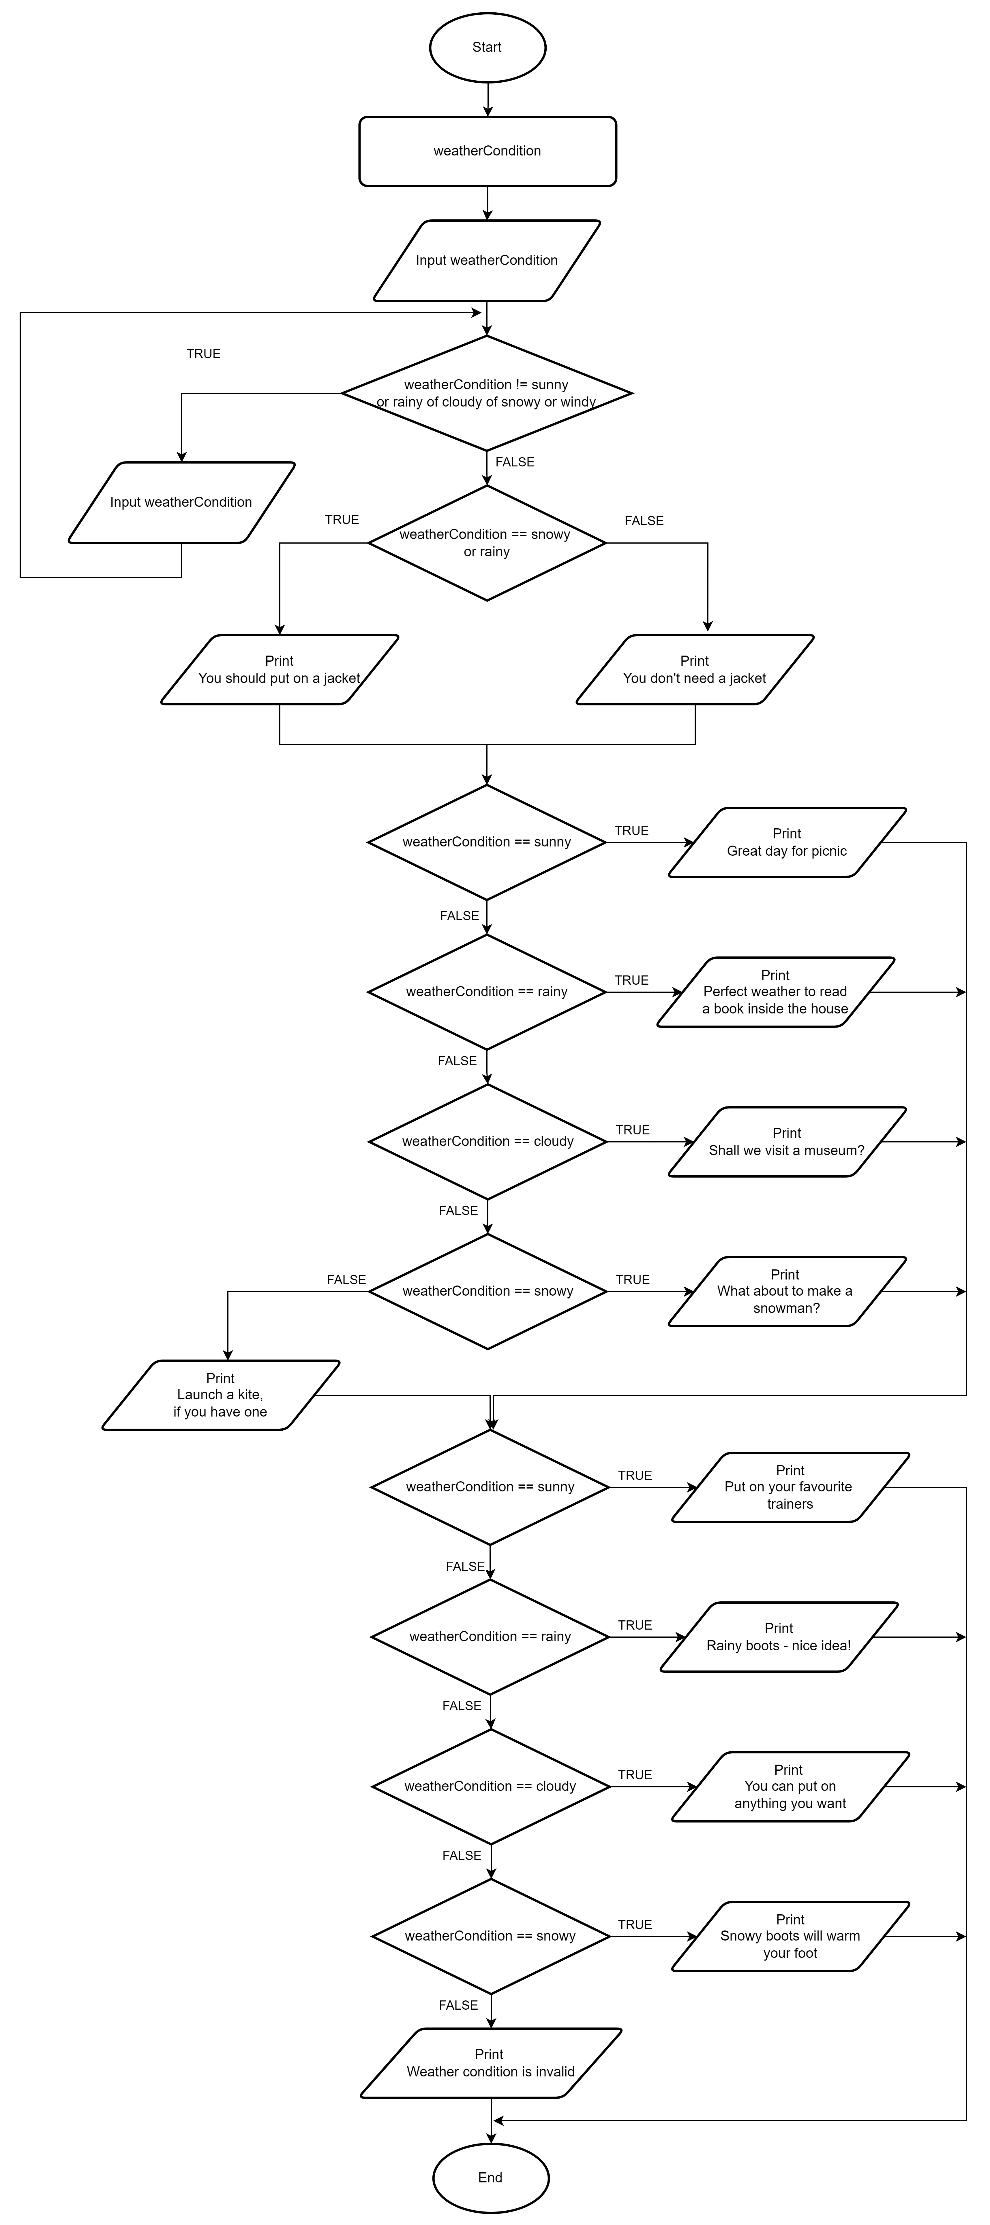 Start
weatherCondition
Input weatherCondition
TRUE
weatherCondition != sunny
or rainy of cloudy of snowy or windy
FALSE
Input weatherCondition
TRUE
weatherCondition == snowy
or rainy
FALSE
Print
You should put on a jacket
Print
You don't need a jacket
weatherCondition == sunny
TRUE
Print
Great day for picnic
FALSE
weatherCondition == rainy
TRUE
Print
Perfect weather to read
a book inside the house
FALSE
weatherCondition == cloudy
TRUE
Print
Shall we visit a museum?
FALSE
FALSE
weatherCondition == snowy
TRUE
Print
What about to make a
snowman?
Print
Launch a kite,
if you have one
weatherCondition == sunny
TRUE
Print
Put on your favourite
trainers
FALSE
weatherCondition == rainy
TRUE
Print
Rainy boots - nice idea!
FALSE
weatherCondition == cloudy
TRUE
Print
You can put on
anything you want
FALSE
weatherCondition == snowy
TRUE
Print
Snowy boots will warm
your foot
FALSE
Print
Weather condition is invalid
End